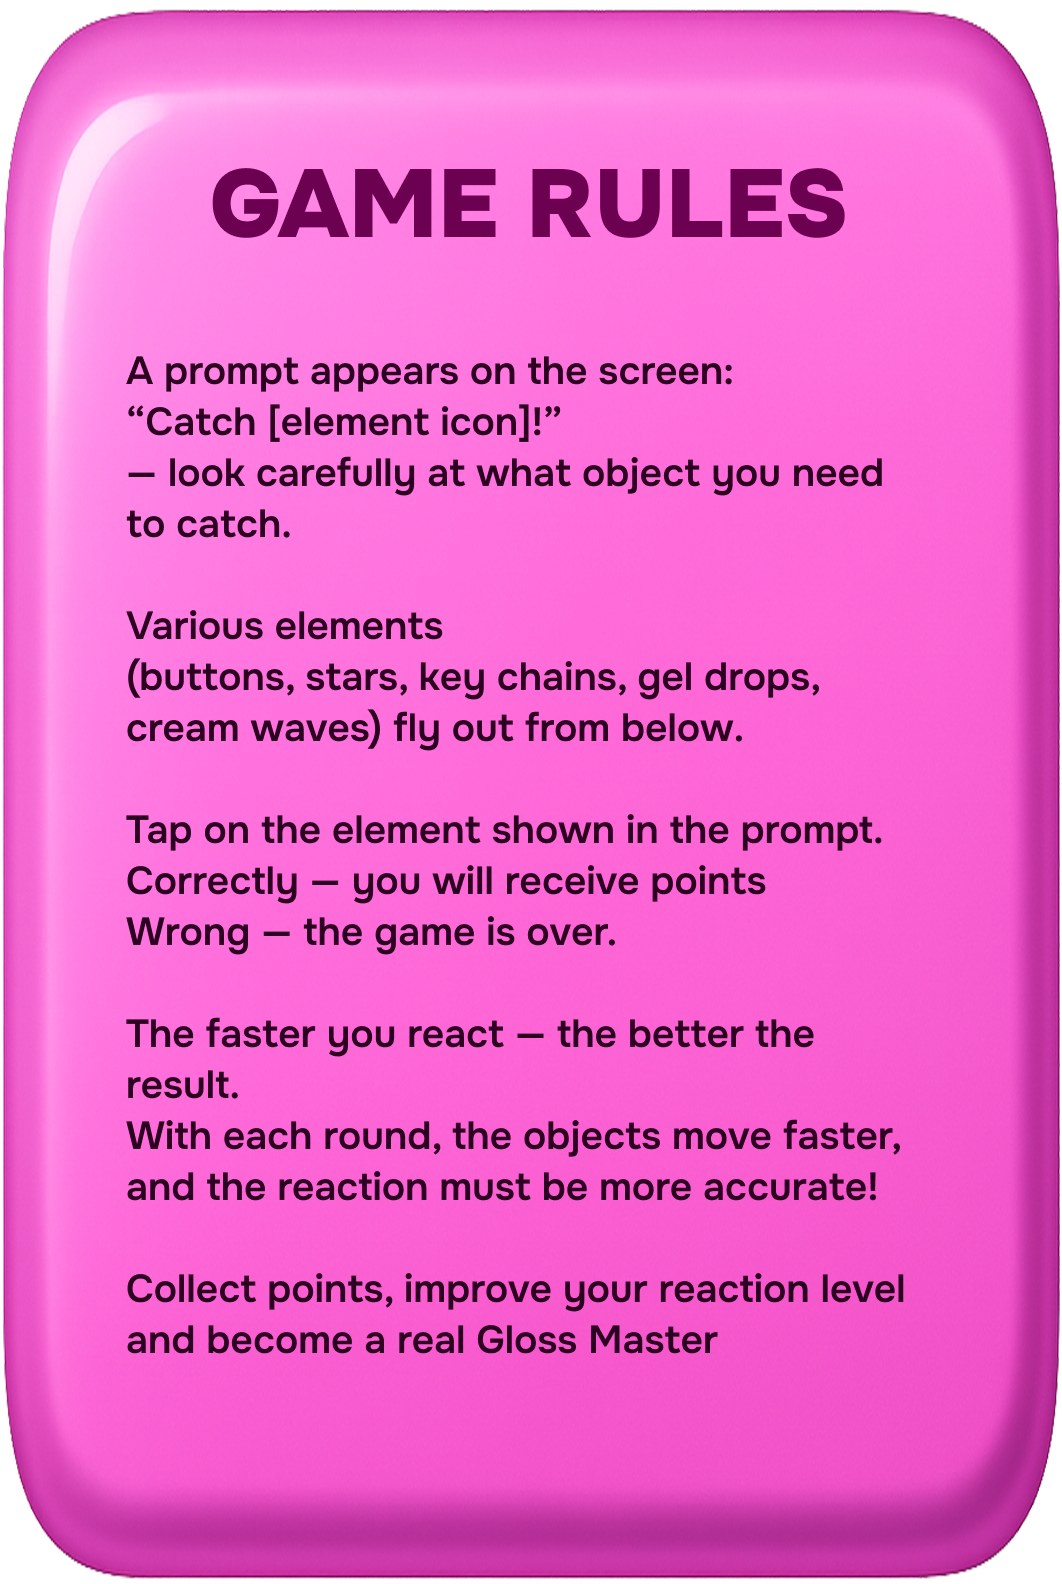 GAME RULES
A prompt appears on the screen:
“Catch [element icon]!”
— look carefully at what object you need
to catch.
Various elements
(buttons, stars, key chains, gel drops,
cream waves) fly out from below.
Tap on the element shown in the prompt.
Correctly — you will receive points
Wrong — the game is over.
The faster you react — the better the
result.
With each round, the objects move faster,
and the reaction must be more accurate!
Collect points, improve your reaction level
and become a real Gloss Master